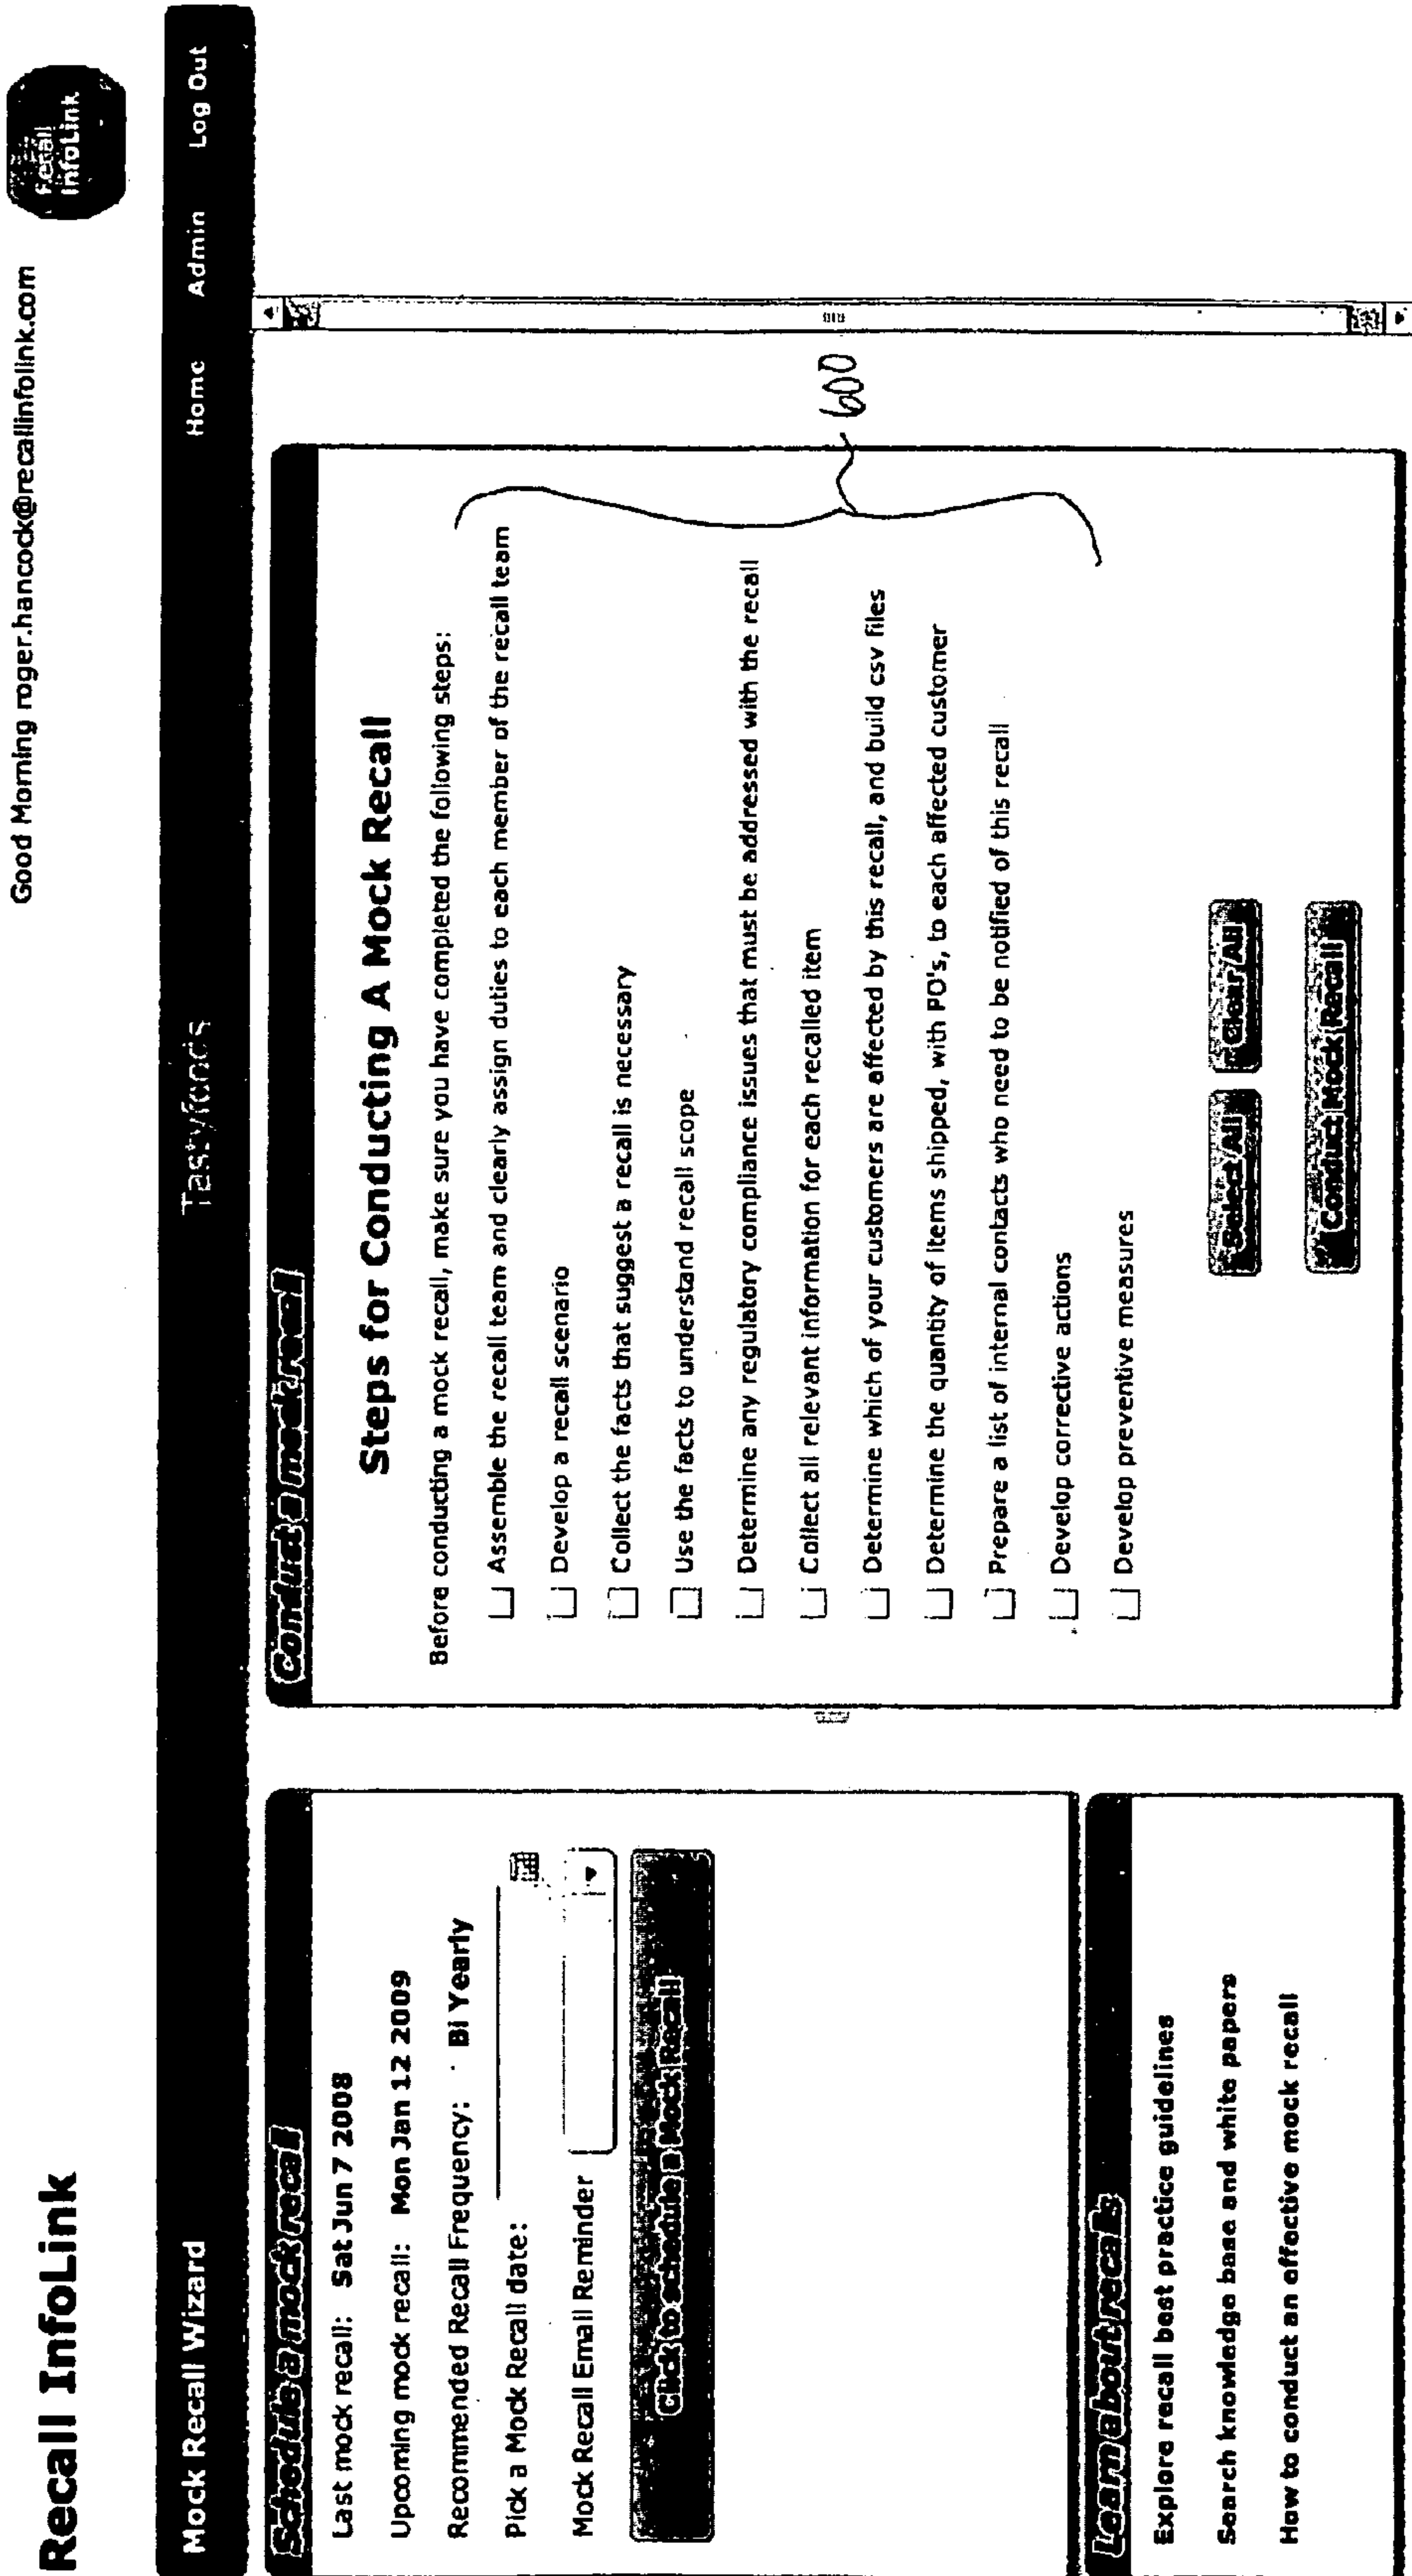 Recall InfoLink
Good Morning roger.hancock@recallinfolink.com
Recall
InfoLink
Mock Recall Wizard
Tastyfoods
Home
Admin
Log Out
Schedule a mock recall
Last mock recall: Sat Jun 7 2008
Upcoming mock recall: Mon Jan 12 2009
Recommended Recall Frequency: Bi Yearly
Pick a Mock Recall date:
Mock Recall Email Reminder
Click to schedule a Mock Recall
Learn about recalls
Explore recall best practice guidelines
Search knowledge base and white papers
How to conduct an effective mock recall
Conduct a mock recall
Steps for Conducting A Mock Recall
Before conducting a mock recall, make sure you have completed the following steps:
Assemble the recall team and clearly assign duties to each member of the recall team
Develop a recall scenario
Collect the facts that suggest a recall is necessary
Use the facts to understand recall scope
Determine any regulatory compliance issues that must be addressed with the recall
Collect all relevant information for each recalled item
Determine which of your customers are affected by this recall, and build csv files
Determine the quantity of items shipped, with PO's, to each affected customer
Prepare a list of internal contacts who need to be notified of this recall
Develop corrective actions
Develop preventive measures
600
Select All
Clear All
Conduct Mock Recall